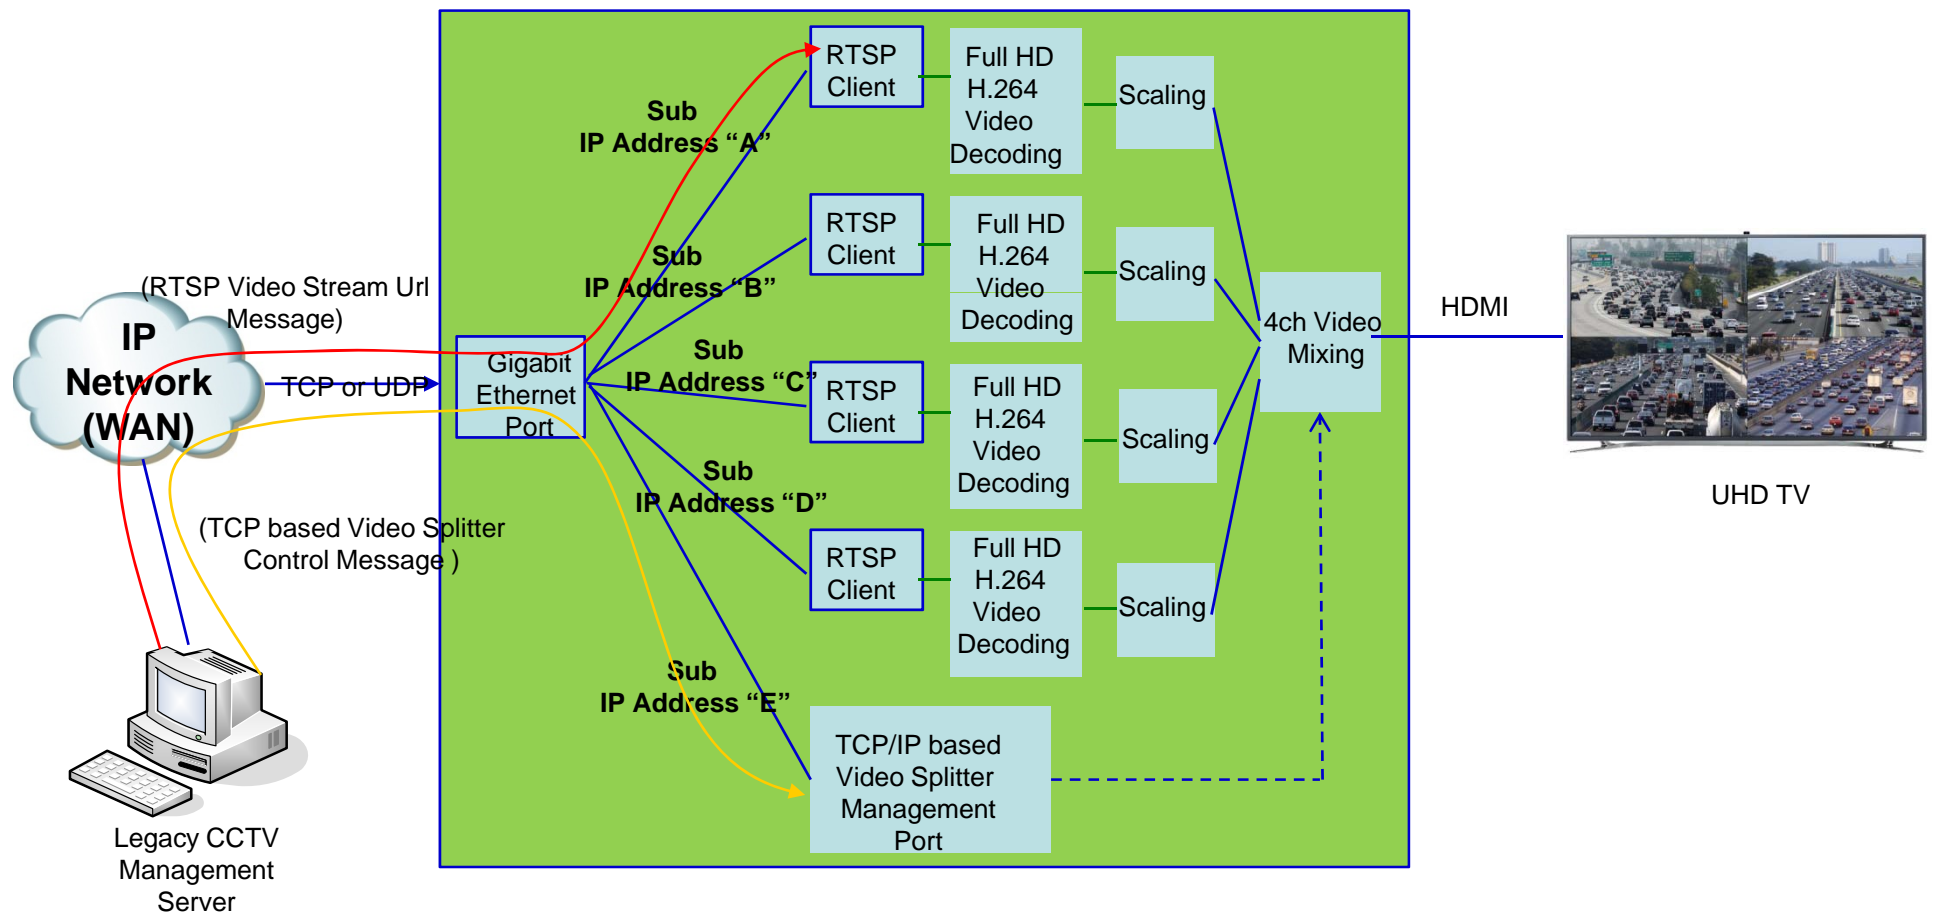 (RTSP Video Stream Url
Message)
IP
Network
(WAN)
TCP or UDP
(TCP based Video Splitter
Control Message )
Legacy CCTV
Management
Server
Gigabit
Ethernet
Port
Sub
IP Address “A”
Sub
IP Address “B”
Sub
IP Address “C”
Sub
IP Address “D”
Sub
IP Address “E”
RTSP
Client
Full HD
H.264
Video
Decoding
Scaling
RTSP
Client
Full HD
H.264
Video
Decoding
Scaling
RTSP
Client
Full HD
H.264
Video
Decoding
Scaling
RTSP
Client
Full HD
H.264
Video
Decoding
Scaling
TCP/IP based
Video Splitter
Management
Port
4ch Video
Mixing
HDMI
UHD TV